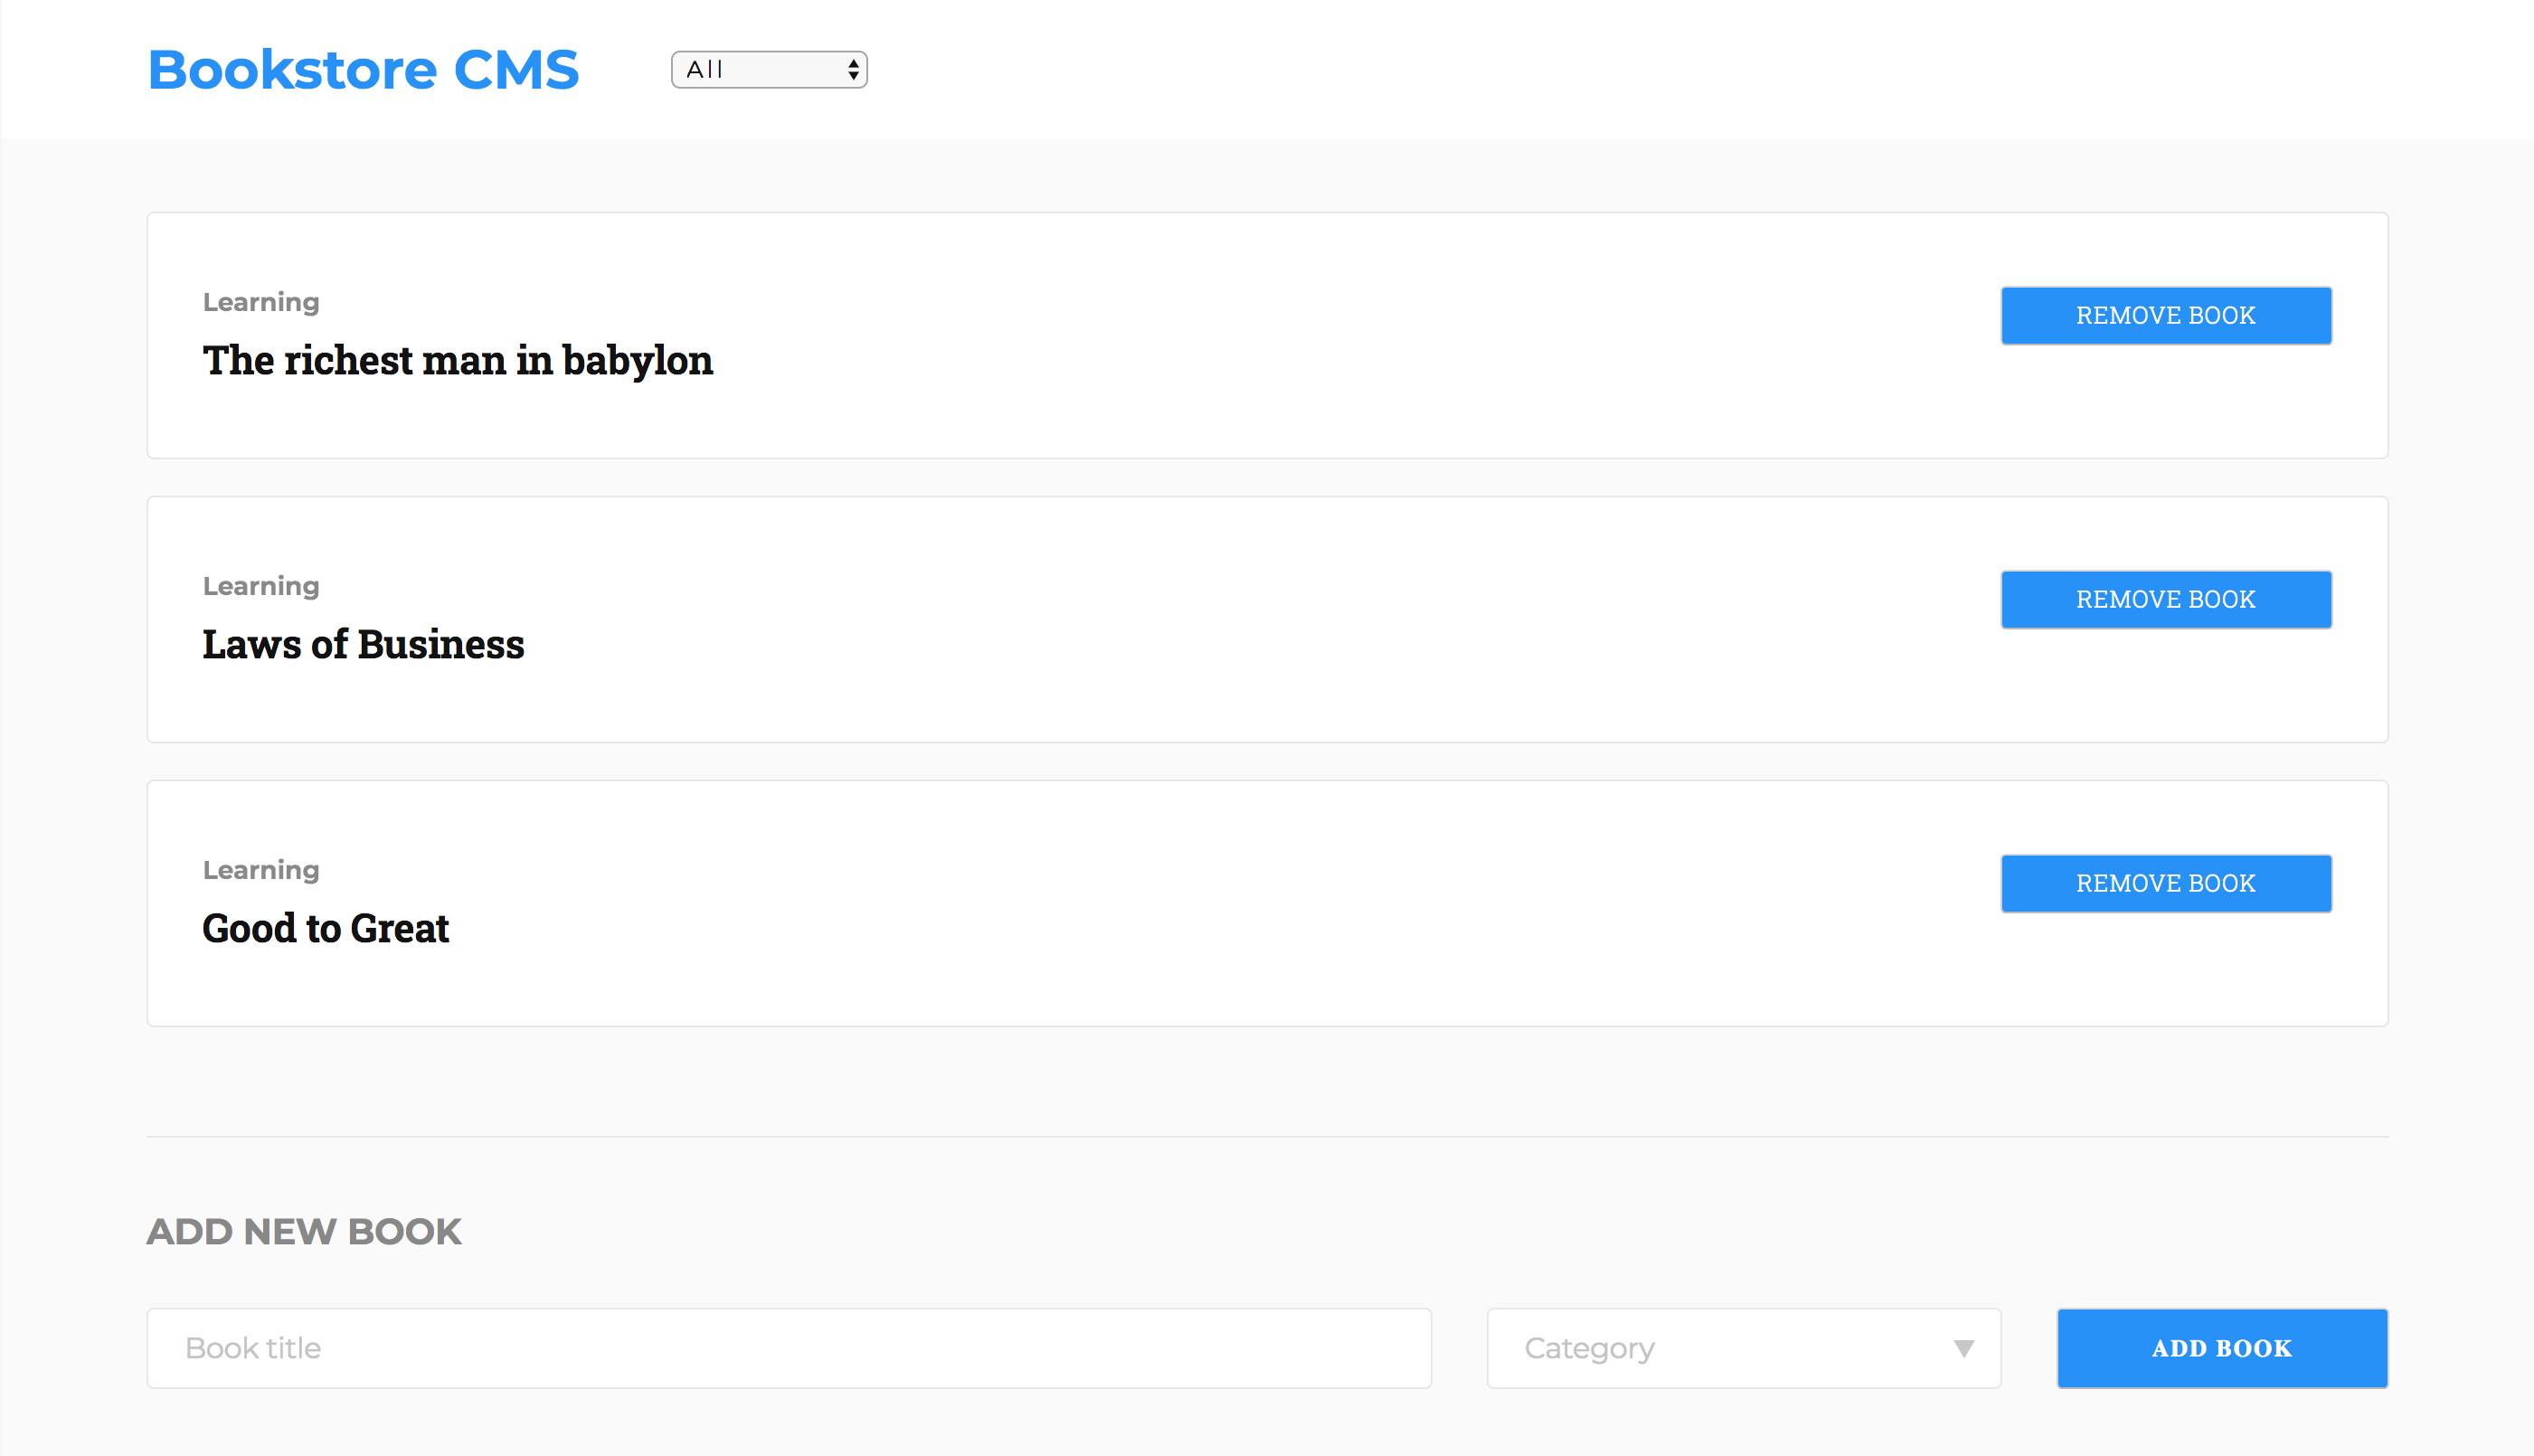 Bookstore CMS
All
Learning
REMOVE BOOK
The richest man in babylon
Learning
REMOVE BOOK
Laws of Business
Learning
REMOVE BOOK
Good to Great
ADD NEW BOOK
Book title
Category
ADD BOOK